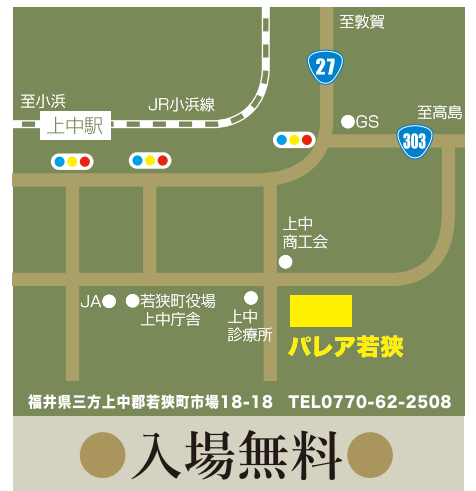 至敦賀
27
至小浜
JR小浜線
至高島
上中駅
GS
303
上中
商工会
JA
若狭町役場
上中庁舎
上中
診療所
パレア若狭
福井県三方上中郡若狭町市場18-18 TEL0770-62-2508
入場無料